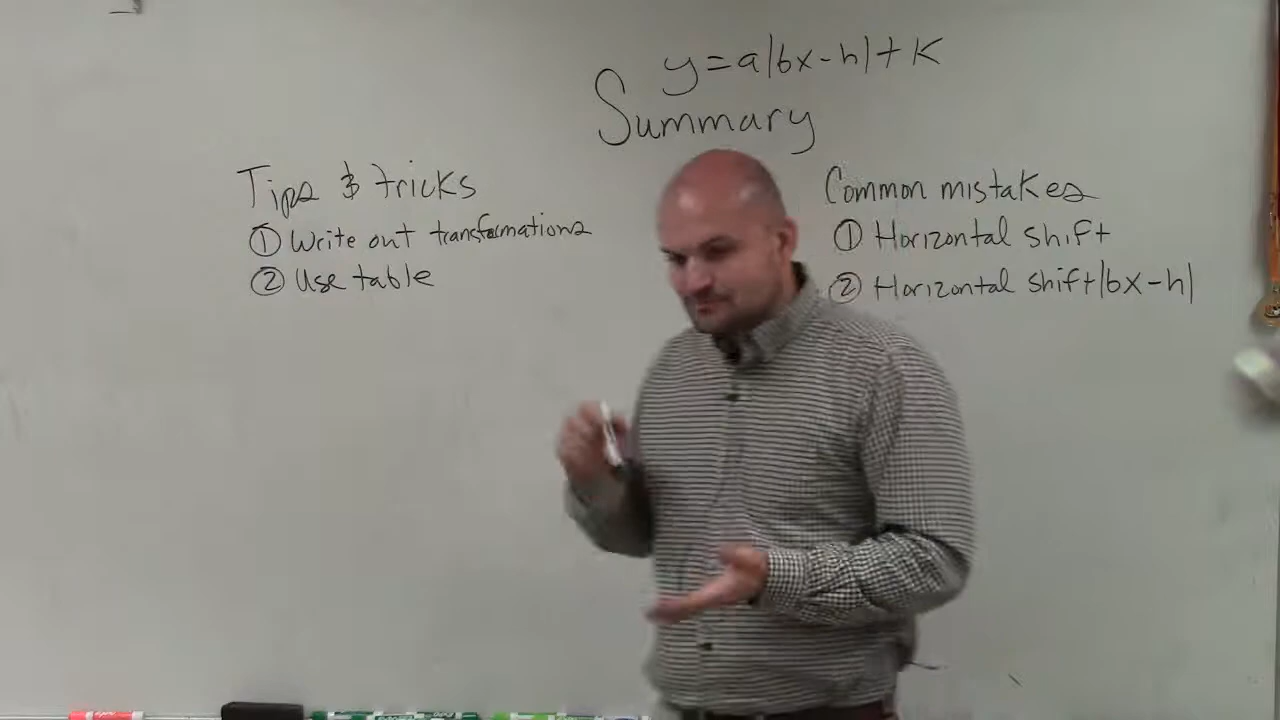 y=a|bx-h|+k
Summary
Tips & tricks
① Write out transformations
② Use table
Common mistakes
① Horizontal shift
② Horizontal shift|bx-h|